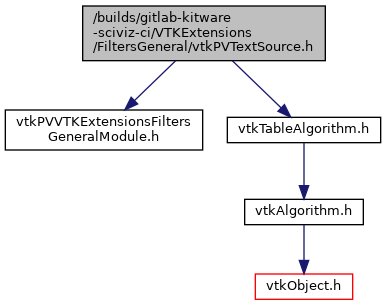 /builds/gitlab-kitware
-sciviz-ci/VTKExtensions
/FiltersGeneral/vtkPVTextSource.h
vtkPVVTKExtensionsFilters
GeneralModule.h
vtkTableAlgorithm.h
vtkAlgorithm.h
vtkObject.h